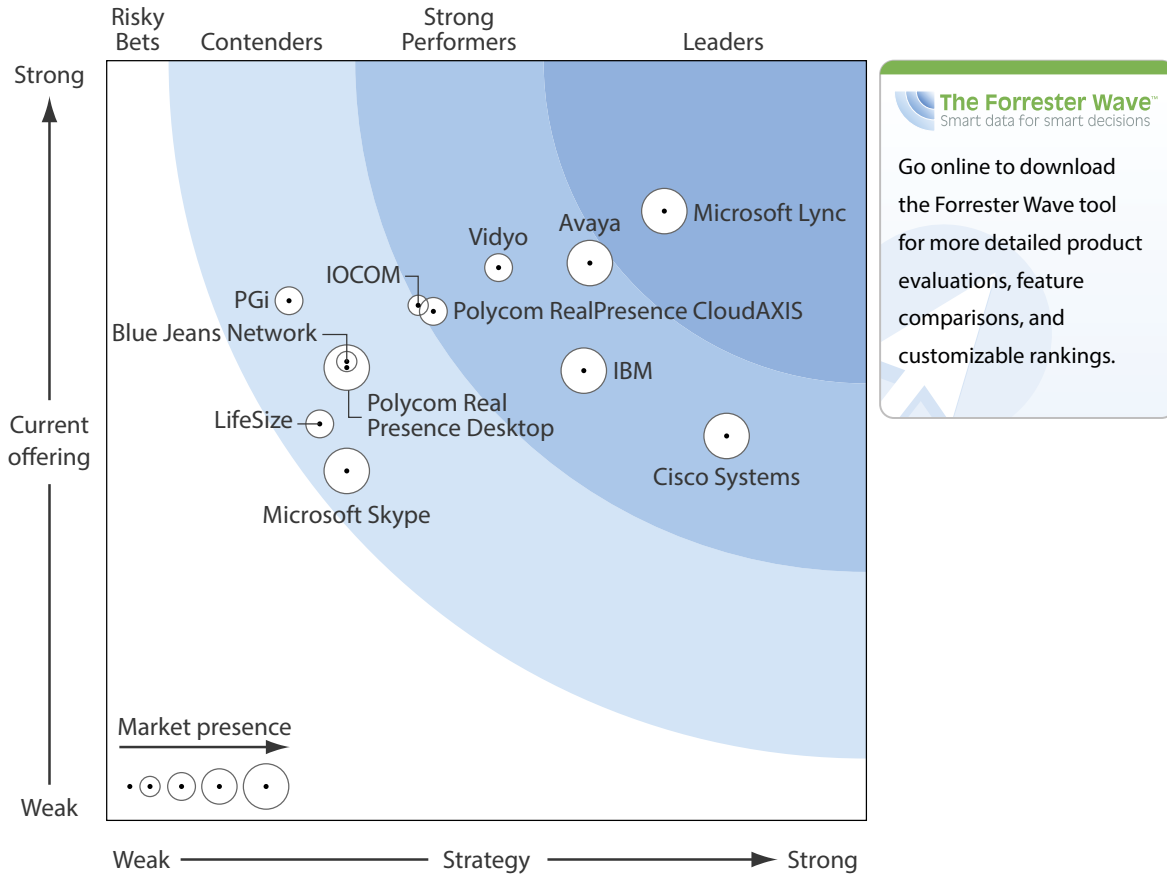 Risky
Bets
Contenders
Strong
Performers
Leaders
Strong
The Forrester Wave™
Smart data for smart decisions
Go online to download
the Forrester Wave tool
for more detailed product
evaluations, feature
comparisons, and
customizable rankings.
Microsoft Lync
Avaya
Vidyo
IOCOM
PGi
Polycom RealPresence CloudAXIS
Blue Jeans Network
IBM
Polycom Real
Presence Desktop
LifeSize
Current
offering
Cisco Systems
Microsoft Skype
Market presence
Weak
Weak
Strategy
Strong